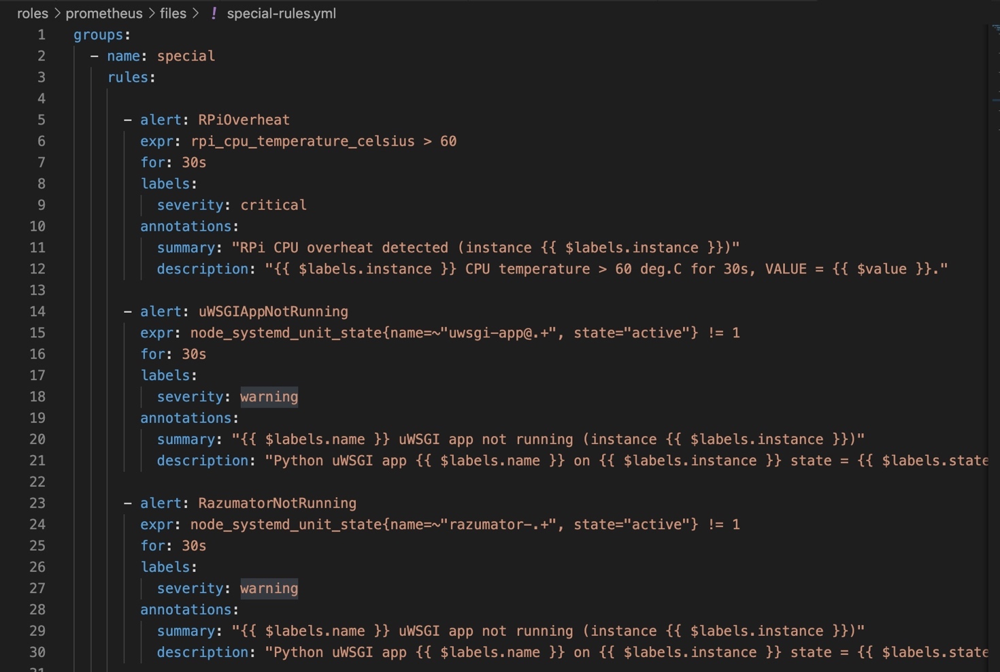 roles > prometheus > files > ! special-rules.yml
1 groups:
2 - name: special
3 rules:
4
5 - alert: RPiOverheat
6 expr: rpi_cpu_temperature_celsius > 60
7 for: 30s
8 labels:
9 severity: critical
10 annotations:
11 summary: "RPi CPU overheat detected (instance {{ $labels.instance }})"
12 description: "{{ $labels.instance }} CPU temperature > 60 deg.C for 30s, VALUE = {{ $value }}."
13
14 - alert: uWSGIAppNotRunning
15 expr: node_systemd_unit_state{name=~"uwsgi-app@.+", state="active"} != 1
16 for: 30s
17 labels:
18 severity: warning
19 annotations:
20 summary: "{{ $labels.name }} uWSGI app not running (instance {{ $labels.instance }})"
21 description: "Python uWSGI app {{ $labels.name }} on {{ $labels.instance }} state = {{ $labels.state
22
23 - alert: RazumatorNotRunning
24 expr: node_systemd_unit_state{name=~"razumator-.+", state="active"} != 1
25 for: 30s
26 labels:
27 severity: warning
28 annotations:
29 summary: "{{ $labels.name }} uWSGI app not running (instance {{ $labels.instance }})"
30 description: "Python uWSGI app {{ $labels.name }} on {{ $labels.instance }} state = {{ $labels.state